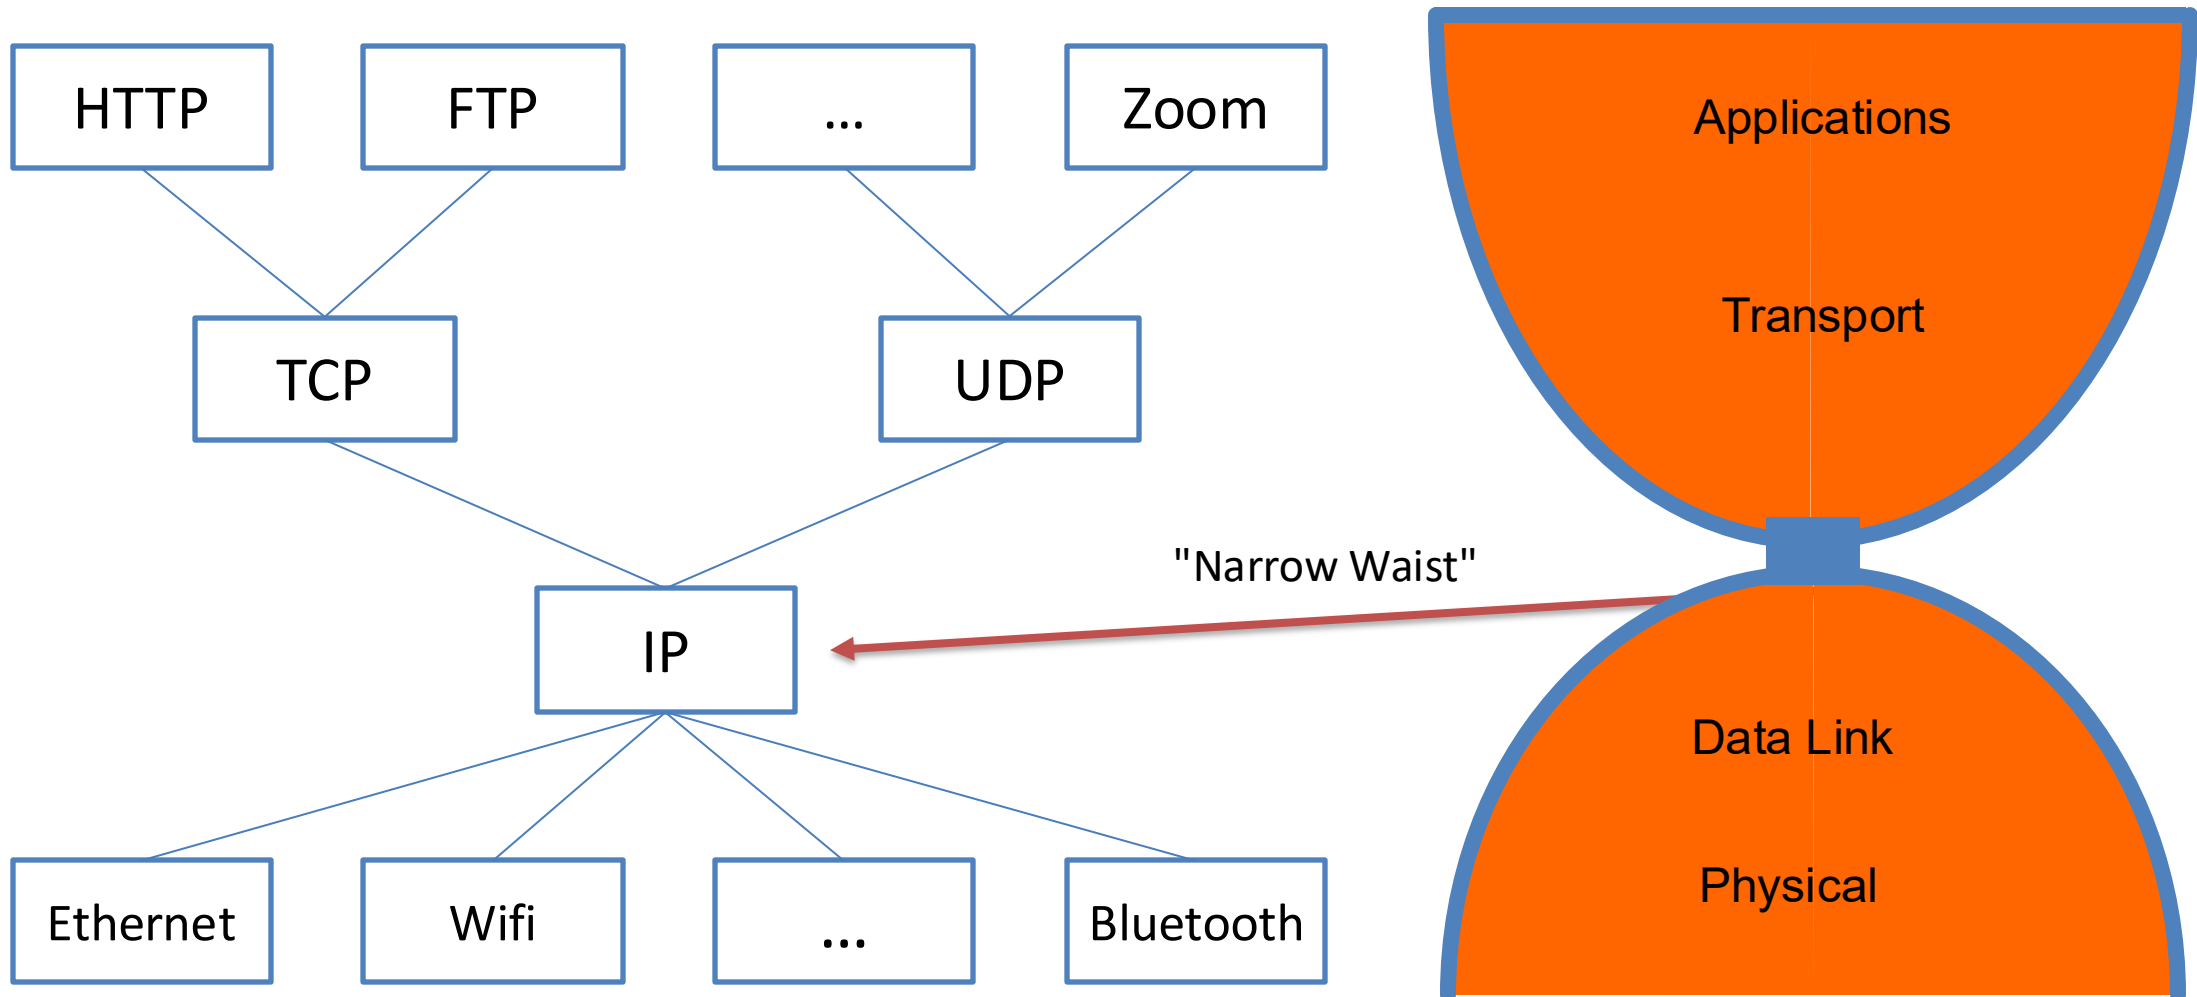 HTTP
FTP
...
Zoom
Applications
Transport
TCP
UDP
"Narrow Waist"
IP
Data Link
Physical
Ethernet
Wifi
...
Bluetooth